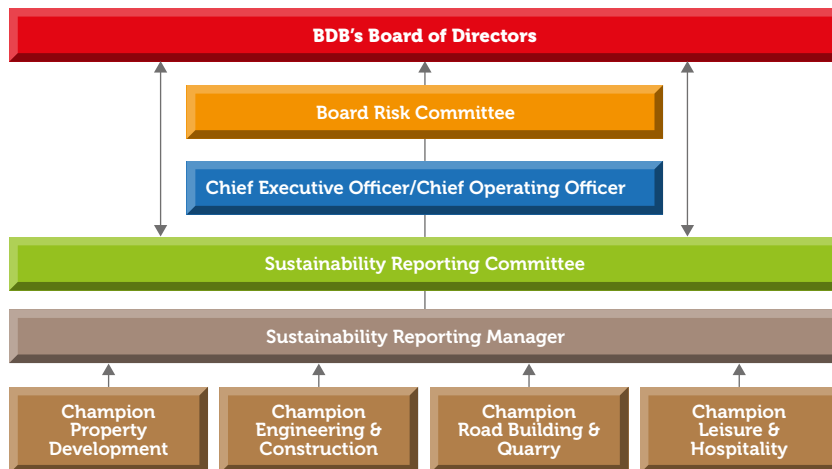 BDB's Board of Directors
Board Risk Committee
Chief Executive Officer/Chief Operating Officer
Sustainability Reporting Committee
Sustainability Reporting Manager
Champion
Property
Development
Champion
Engineering &
Construction
Champion
Road Building &
Quarry
Champion
Leisure &
Hospitality